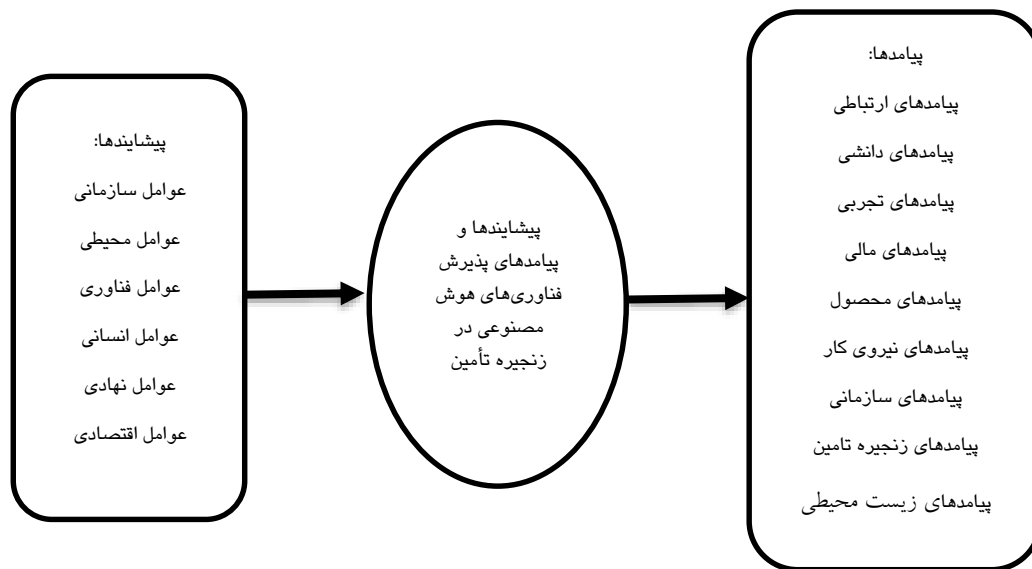 پیشایندها:
عوامل سازمانی
عوامل محیطی
عوامل فناوری
عوامل انسانی
عوامل نهادی
عوامل اقتصادی
پیشایندها و
پیامدهای پذیرش
فناوری‌های هوش
مصنوعی در
زنجیره تأمین
پیامدها:
پیامدهای ارتباطی
پیامدهای دانشی
پیامدهای تجربی
پیامدهای مالی
پیامدهای محصول
پیامدهای نیروی کار
پیامدهای سازمانی
پیامدهای زنجیره تامین
پیامدهای زیست محیطی